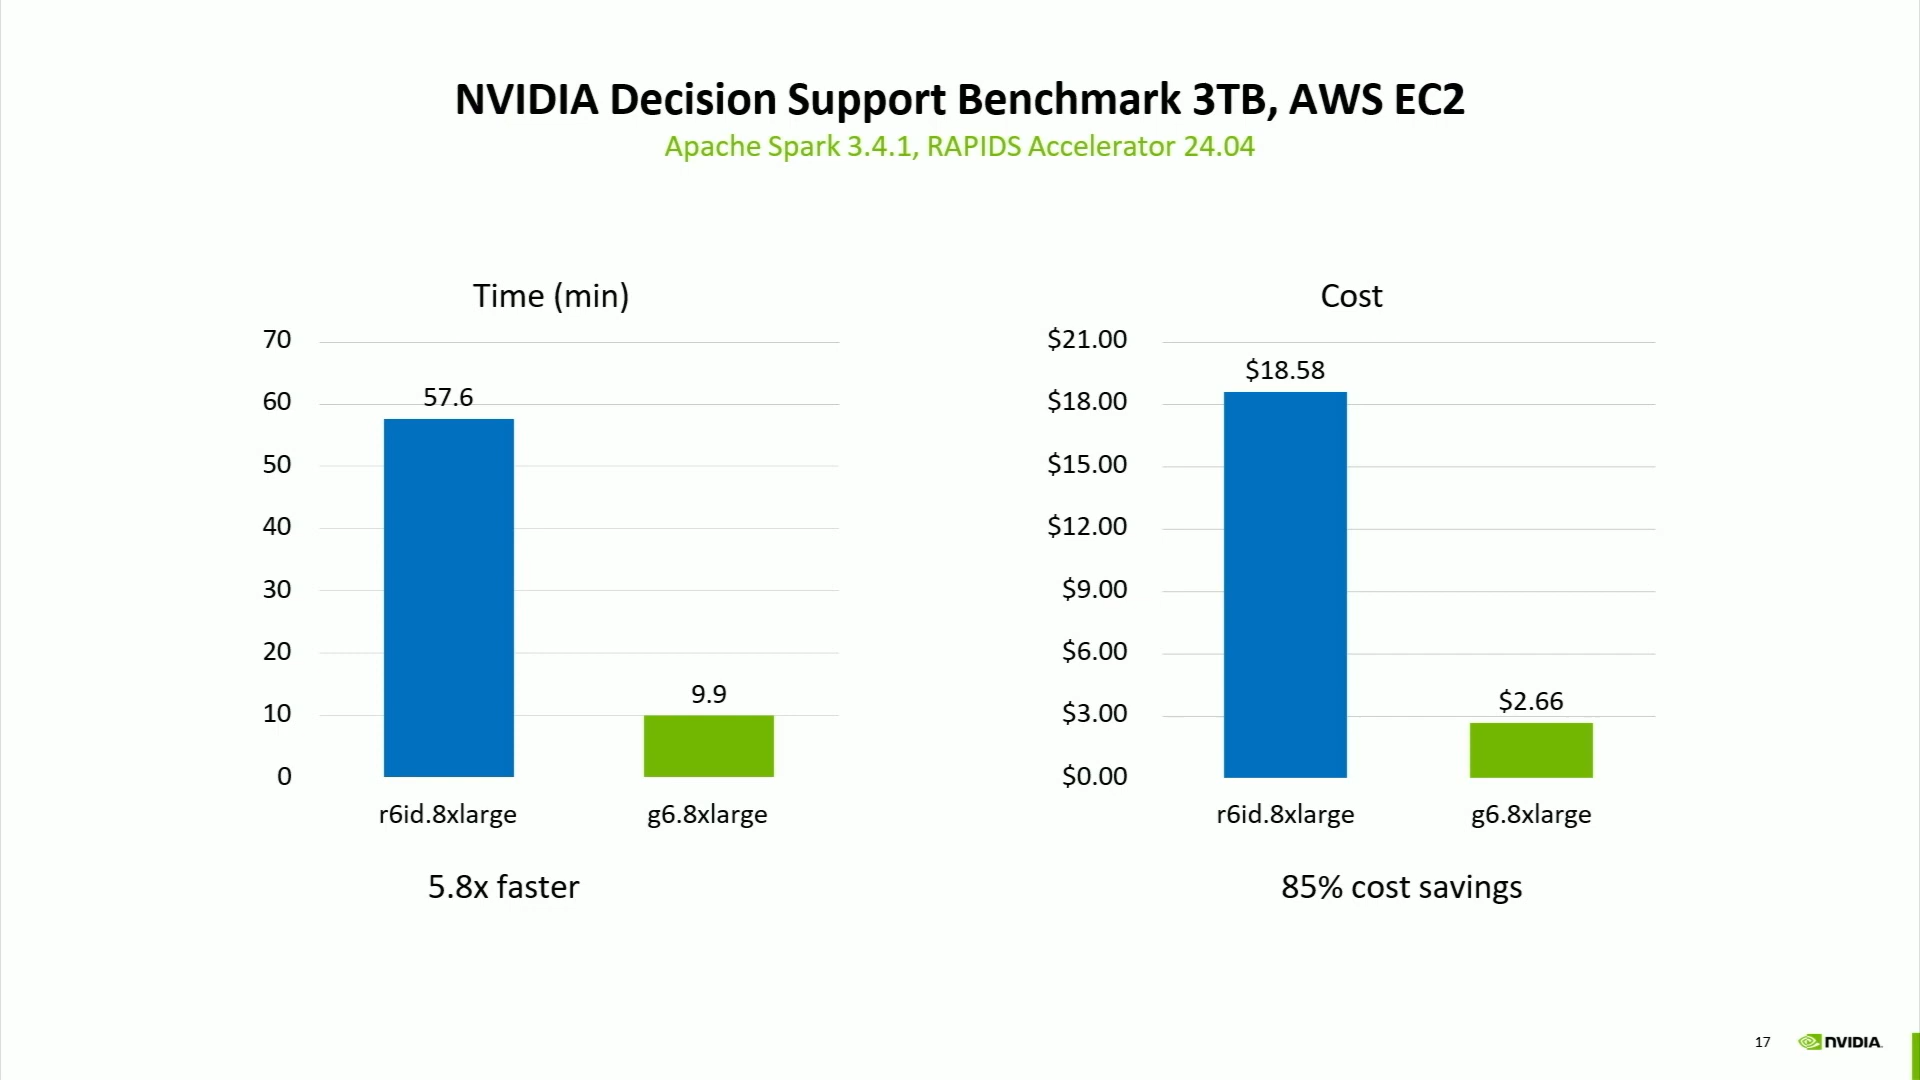 NVIDIA Decision Support Benchmark 3TB, AWS EC2
Apache Spark 3.4.1, RAPIDS Accelerator 24.04
Time (min)
70
60
50
40
30
20
10
0
57.6
9.9
r6id.8xlarge
g6.8xlarge
5.8x faster
Cost
$21.00
$18.00
$15.00
$12.00
$9.00
$6.00
$3.00
$0.00
$18.58
$2.66
r6id.8xlarge
g6.8xlarge
85% cost savings
17
NVIDIA